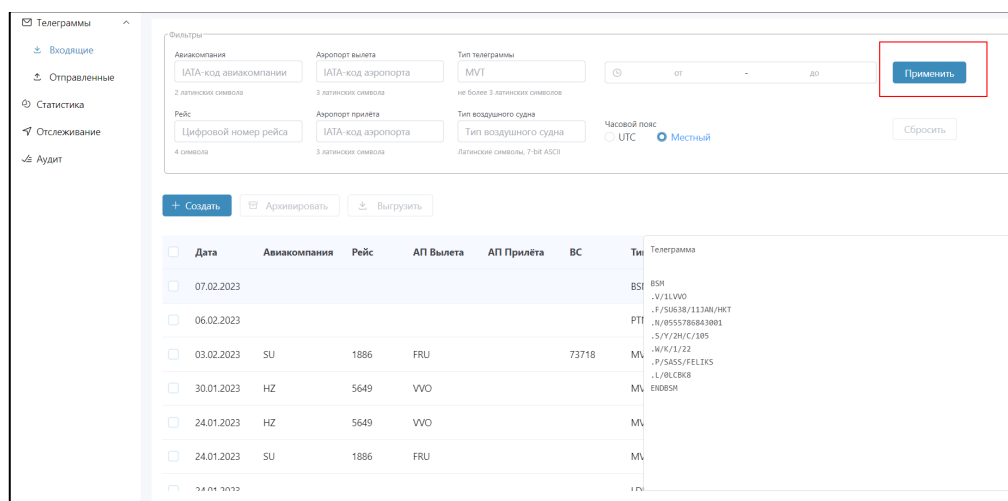 Телеграммы
Входящие
Отправленные
Статистика
Отслеживание
Аудит
Фильтры
Авиакомпания Аэропорт вылета Тип телеграммы
IATA-код авиакомпании IATA-код аэропорта MVT от - до Применить
2 латинских символа 3 латинских символа не более 3 латинских символов
Рейс Аэропорт прилёта Тип воздушного судна Часовой пояс
Цифровой номер рейса IATA-код аэропорта Тип воздушного судна UTC Местный Сбросить
4 символа 3 латинских символа Латинские символы, 7-bit ASCII
+ Создать Архивировать Выгрузить
Дата Авиакомпания Рейс АП Вылета АП Прилёта ВС
07.02.2023 BSM
06.02.2023
03.02.2023 SU 1886 FRU 73718
30.01.2023 HZ 5649 VVO
24.01.2023 HZ 5649 VVO
24.01.2023 SU 1886 FRU
24.01.2023
Телеграмма
BSM
.V/1LVVO
.F/SU638/11JAN/HKT
.N/0555786843001
.S/Y/2H/C/105
.W/K/1/22
.P/SASS/FELIKS
.L/0LCBK8
ENDBSM